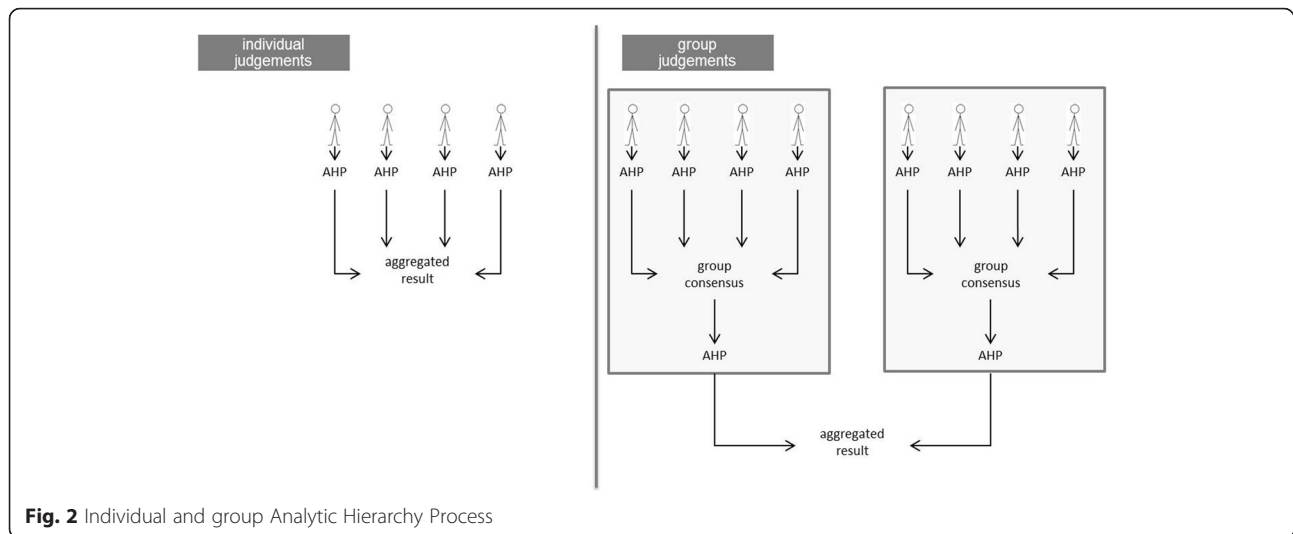 individual
judgements
group
judgements
AHP AHP AHP AHP
AHP AHP AHP AHP
AHP AHP AHP AHP
aggregated
result
group
consensus
group
consensus
AHP
AHP
aggregated
result
Fig. 2 Individual and group Analytic Hierarchy Process